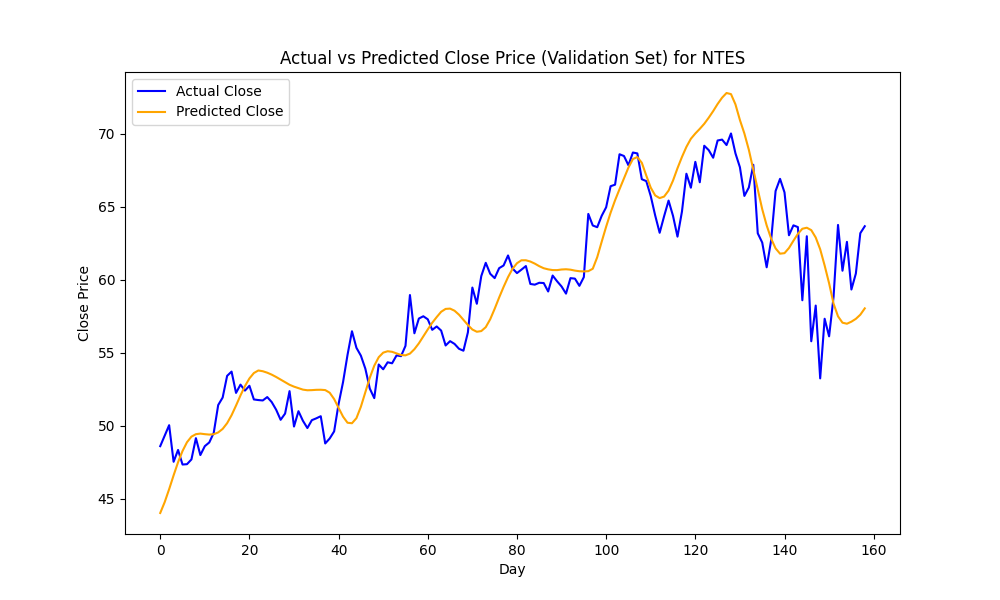 Actual vs Predicted Close Price (Validation Set) for NTES
Actual Close
Predicted Close
Close Price
70
65
60
55
50
45
0 20 40 60 80 100 120 140 160
Day